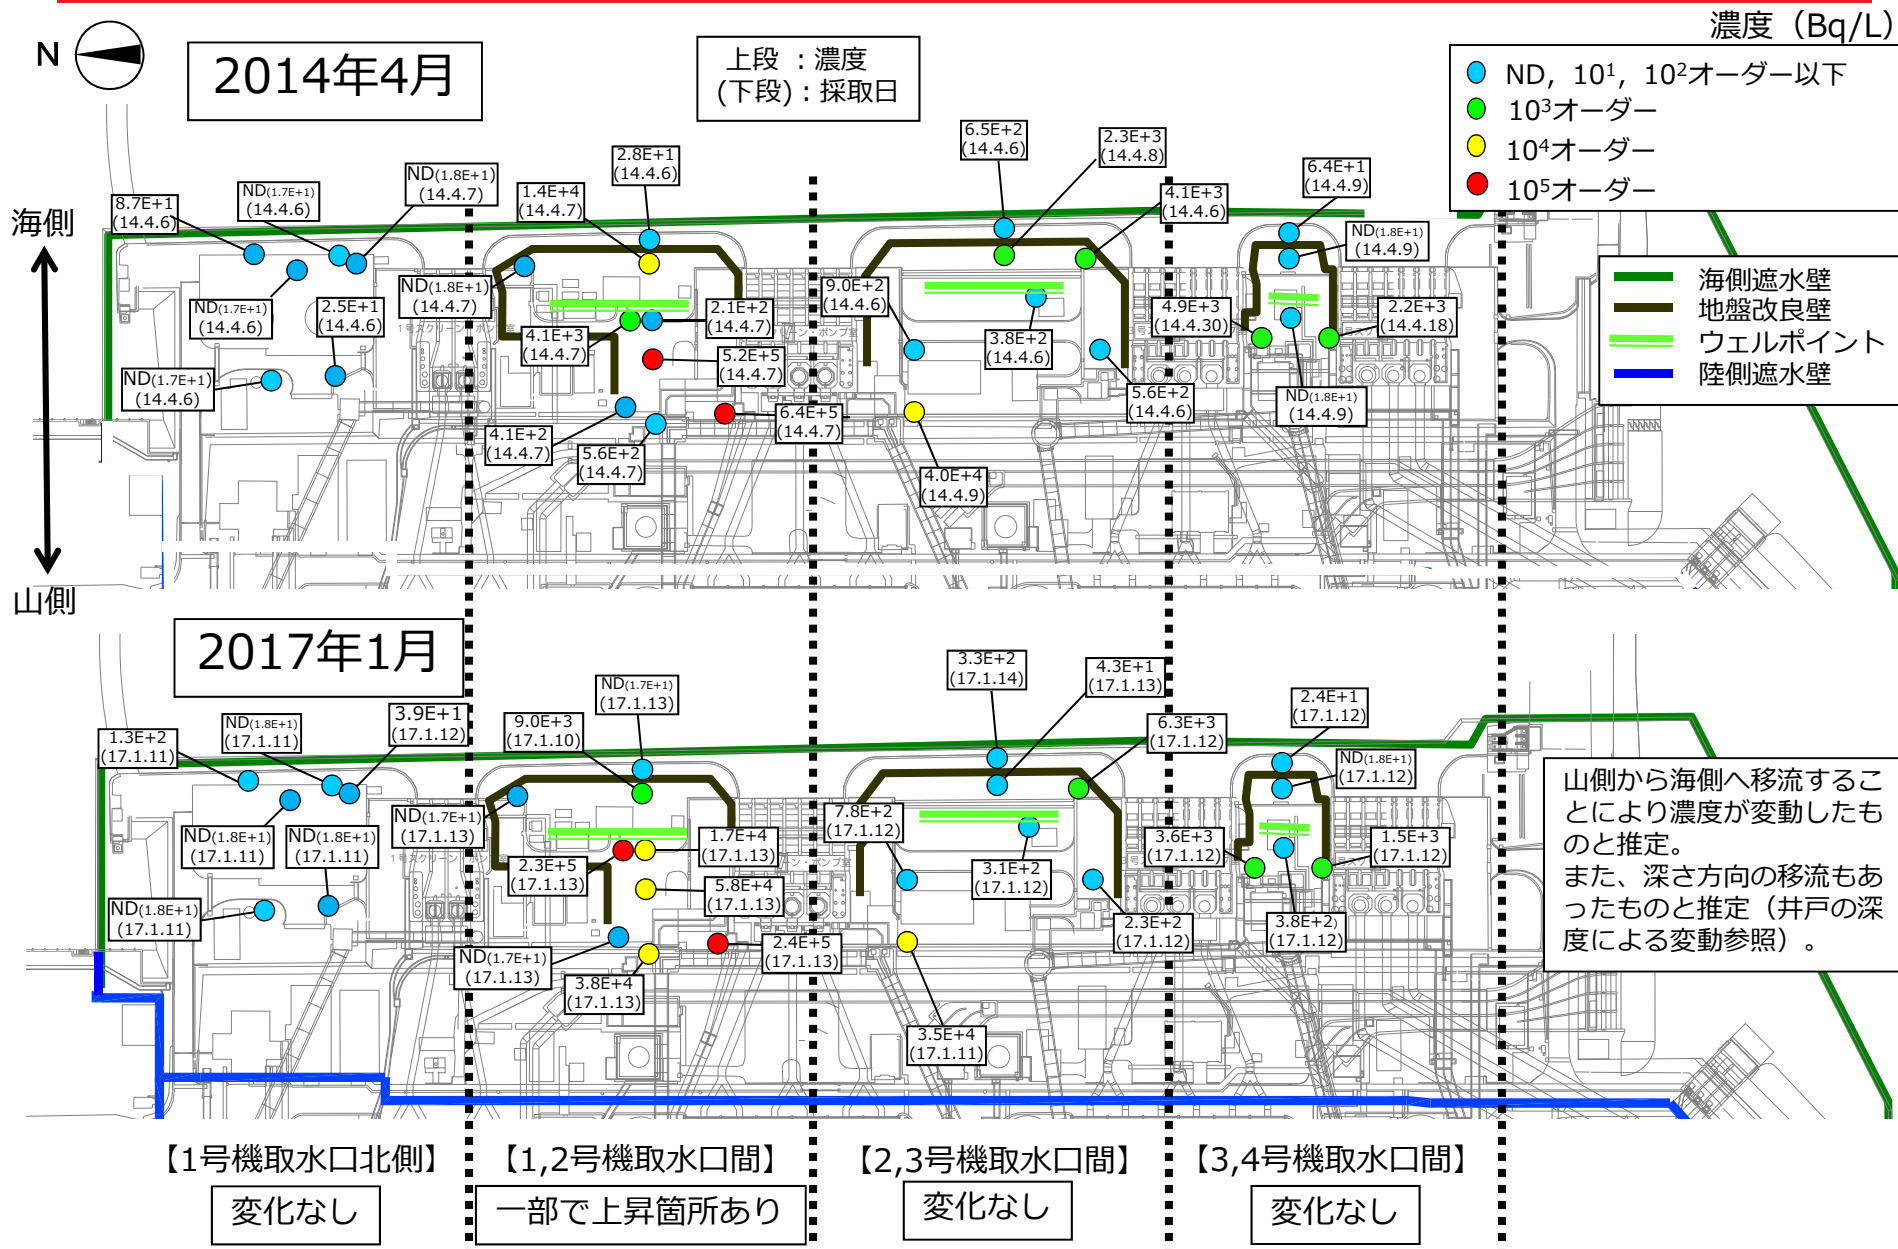 濃度（Bq/L）
N
2014年4月
上段 ：濃度
(下段)：採取日
ND，10¹，10²オーダー以下
10³オーダー
10⁴オーダー
10⁵オーダー
海側
山側
8.7E+1
(14.4.6)
ND(1.7E+1)
(14.4.6)
ND(1.8E+1)
(14.4.7)
ND(1.7E+1)
(14.4.6)
2.5E+1
(14.4.6)
ND(1.7E+1)
(14.4.6)
1.4E+4
(14.4.7)
2.8E+1
(14.4.6)
ND(1.8E+1)
(14.4.7)
4.1E+3
(14.4.7)
2.1E+2
(14.4.7)
5.2E+5
(14.4.7)
6.4E+5
(14.4.7)
4.1E+2
(14.4.7)
5.6E+2
(14.4.7)
6.5E+2
(14.4.6)
2.3E+3
(14.4.8)
4.1E+3
(14.4.6)
9.0E+2
(14.4.6)
3.8E+2
(14.4.6)
5.6E+2
(14.4.6)
4.0E+4
(14.4.9)
6.4E+1
(14.4.9)
ND(1.8E+1)
(14.4.9)
4.9E+3
(14.4.30)
2.2E+3
(14.4.18)
ND(1.8E+1)
(14.4.9)
海側遮水壁
地盤改良壁
ウェルポイント
陸側遮水壁
2017年1月
1.3E+2
(17.1.11)
ND(1.8E+1)
(17.1.11)
3.9E+1
(17.1.12)
ND(1.8E+1)
(17.1.11)
ND(1.8E+1)
(17.1.11)
ND(1.8E+1)
(17.1.11)
9.0E+3
(17.1.10)
ND(1.7E+1)
(17.1.13)
ND(1.7E+1)
(17.1.13)
2.3E+5
(17.1.13)
1.7E+4
(17.1.13)
5.8E+4
(17.1.13)
2.4E+5
(17.1.13)
ND(1.7E+1)
(17.1.13)
3.8E+4
(17.1.13)
3.3E+2
(17.1.14)
4.3E+1
(17.1.13)
6.3E+3
(17.1.12)
7.8E+2
(17.1.12)
3.1E+2
(17.1.12)
2.3E+2
(17.1.12)
3.5E+4
(17.1.11)
2.4E+1
(17.1.12)
ND(1.8E+1)
(17.1.12)
3.6E+3
(17.1.12)
1.5E+3
(17.1.12)
3.8E+2)
(17.1.12)
山側から海側へ移流するこ
とにより濃度が変動したも
のと推定。
また、深さ方向の移流もあ
ったものと推定（井戸の深
度による変動参照）。
【1号機取水口北側】
変化なし
【1,2号機取水口間】
一部で上昇箇所あり
【2,3号機取水口間】
変化なし
【3,4号機取水口間】
変化なし